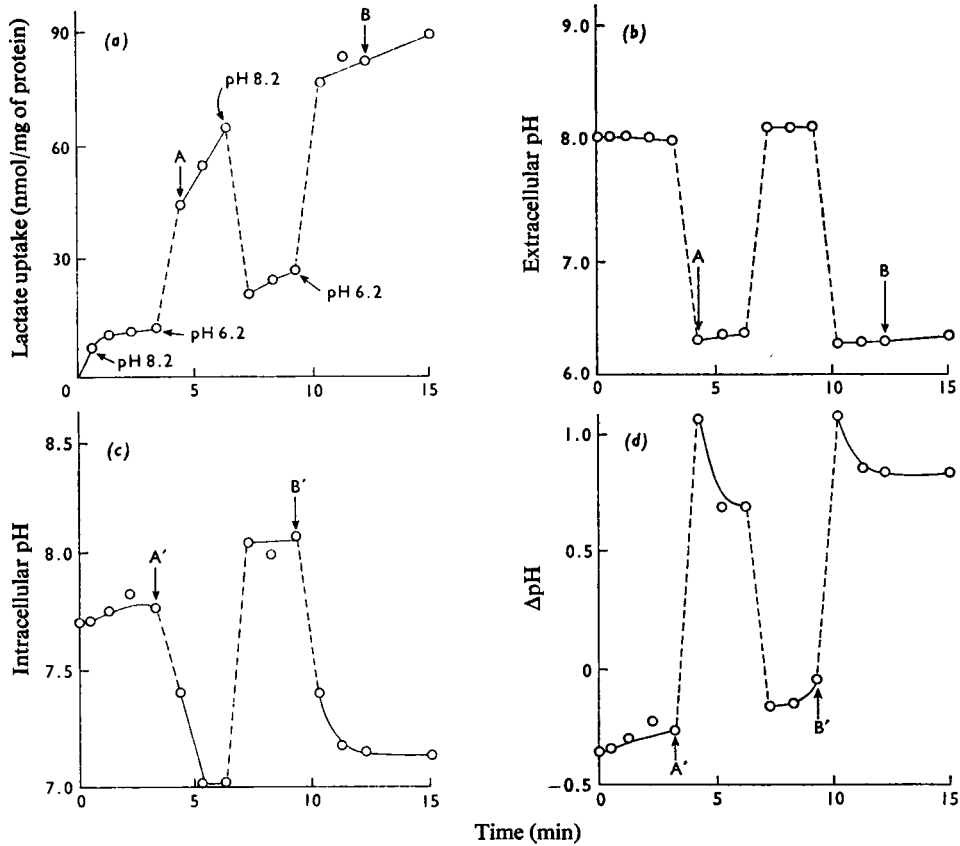 (a)
Lactate uptake (nmol/mg of protein)
90
60
30
0
5
10
15
pH 8.2
pH 6.2
A
pH 8.2
pH 6.2
B
(b)
Extracellular pH
8.0
7.0
6.0
0
5
10
15
A
B
(c)
Intracellular pH
8.5
8.0
7.5
7.0
0
5
10
15
A′
B′
(d)
ΔpH
1.0
0.5
0
−0.5
0
5
10
15
A′
B′
Time (min)